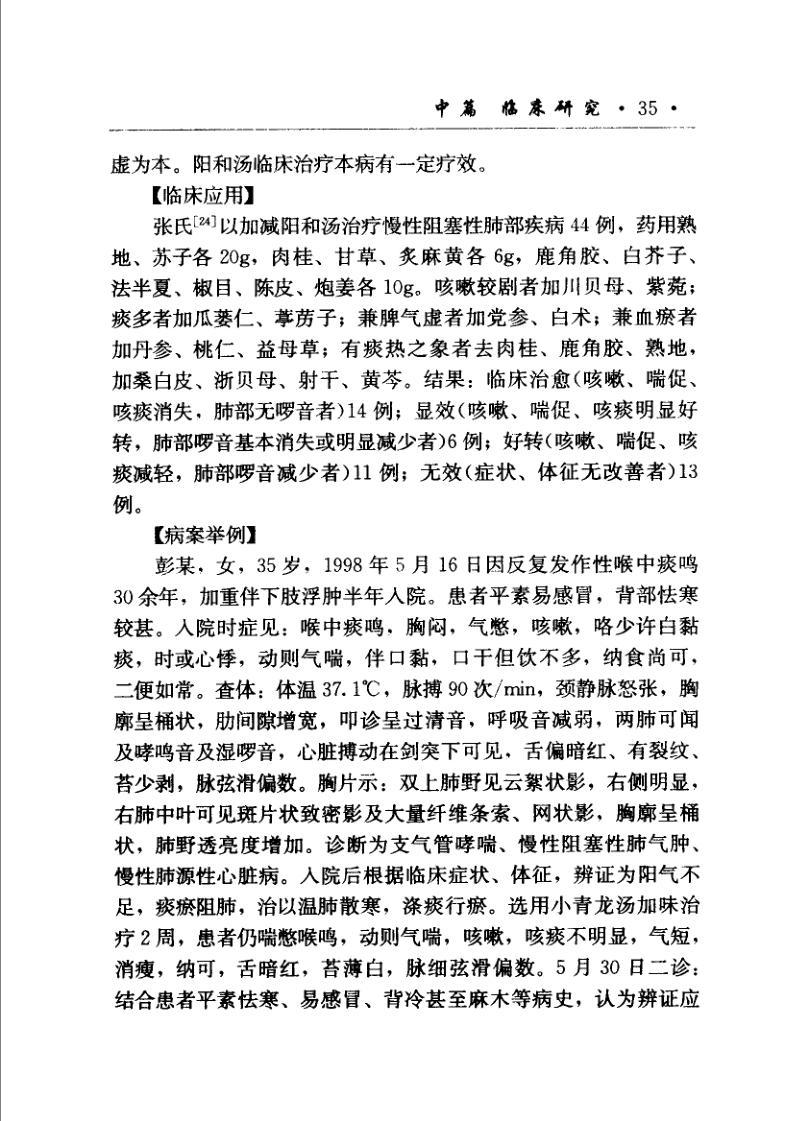 中篇 临床研究 · 35 ·
虚为本。阳和汤临床治疗本病有一定疗效。
【临床应用】
张氏[24]以加减阳和汤治疗慢性阻塞性肺部疾病 44 例，药用熟
地、苏子各 20g，肉桂、甘草、炙麻黄各 6g，鹿角胶、白芥子、
法半夏、椒目、陈皮、炮姜各 10g。咳嗽较剧者加川贝母、紫菀；
痰多者加瓜蒌仁、葶苈子；兼脾气虚者加党参、白术；兼血瘀者
加丹参、桃仁、益母草；有痰热之象者去肉桂、鹿角胶、熟地，
加桑白皮、浙贝母、射干、黄芩。结果：临床治愈(咳嗽、喘促、
咳痰消失，肺部无啰音者)14 例；显效(咳嗽、喘促、咳痰明显好
转，肺部啰音基本消失或明显减少者)6 例；好转(咳嗽、喘促、咳
痰减轻，肺部啰音减少者)11 例；无效(症状、体征无改善者)13
例。
【病案举例】
彭某，女，35 岁，1998 年 5 月 16 日因反复发作性喉中痰鸣
30 余年，加重伴下肢浮肿半年入院。患者平素易感冒，背部怯寒
较甚。入院时症见：喉中痰鸣，胸闷，气憋，咳嗽，咯少许白黏
痰，时或心悸，动则气喘，伴口黏，口干但饮不多，纳食尚可，
二便如常。查体：体温 37.1℃，脉搏 90 次/min，颈静脉怒张，胸
廓呈桶状，肋间隙增宽，叩诊呈过清音，呼吸音减弱，两肺可闻
及哮鸣音及湿啰音，心脏搏动在剑突下可见，舌偏暗红、有裂纹、
苔少剥，脉弦滑偏数。胸片示：双上肺野见云絮状影，右侧明显，
右肺中叶可见斑片状致密影及大量纤维条索、网状影，胸廓呈桶
状，肺野透亮度增加。诊断为支气管哮喘、慢性阻塞性肺气肿、
慢性肺源性心脏病。入院后根据临床症状、体征，辨证为阳气不
足，痰瘀阻肺，治以温肺散寒，涤痰行瘀。选用小青龙汤加味治
疗 2 周，患者仍喘憋喉鸣，动则气喘，咳嗽，咳痰不明显，气短，
消瘦，纳可，舌暗红，苔薄白，脉细弦滑偏数。5 月 30 日二诊：
结合患者平素怯寒、易感冒、背冷甚至麻木等病史，认为辨证应